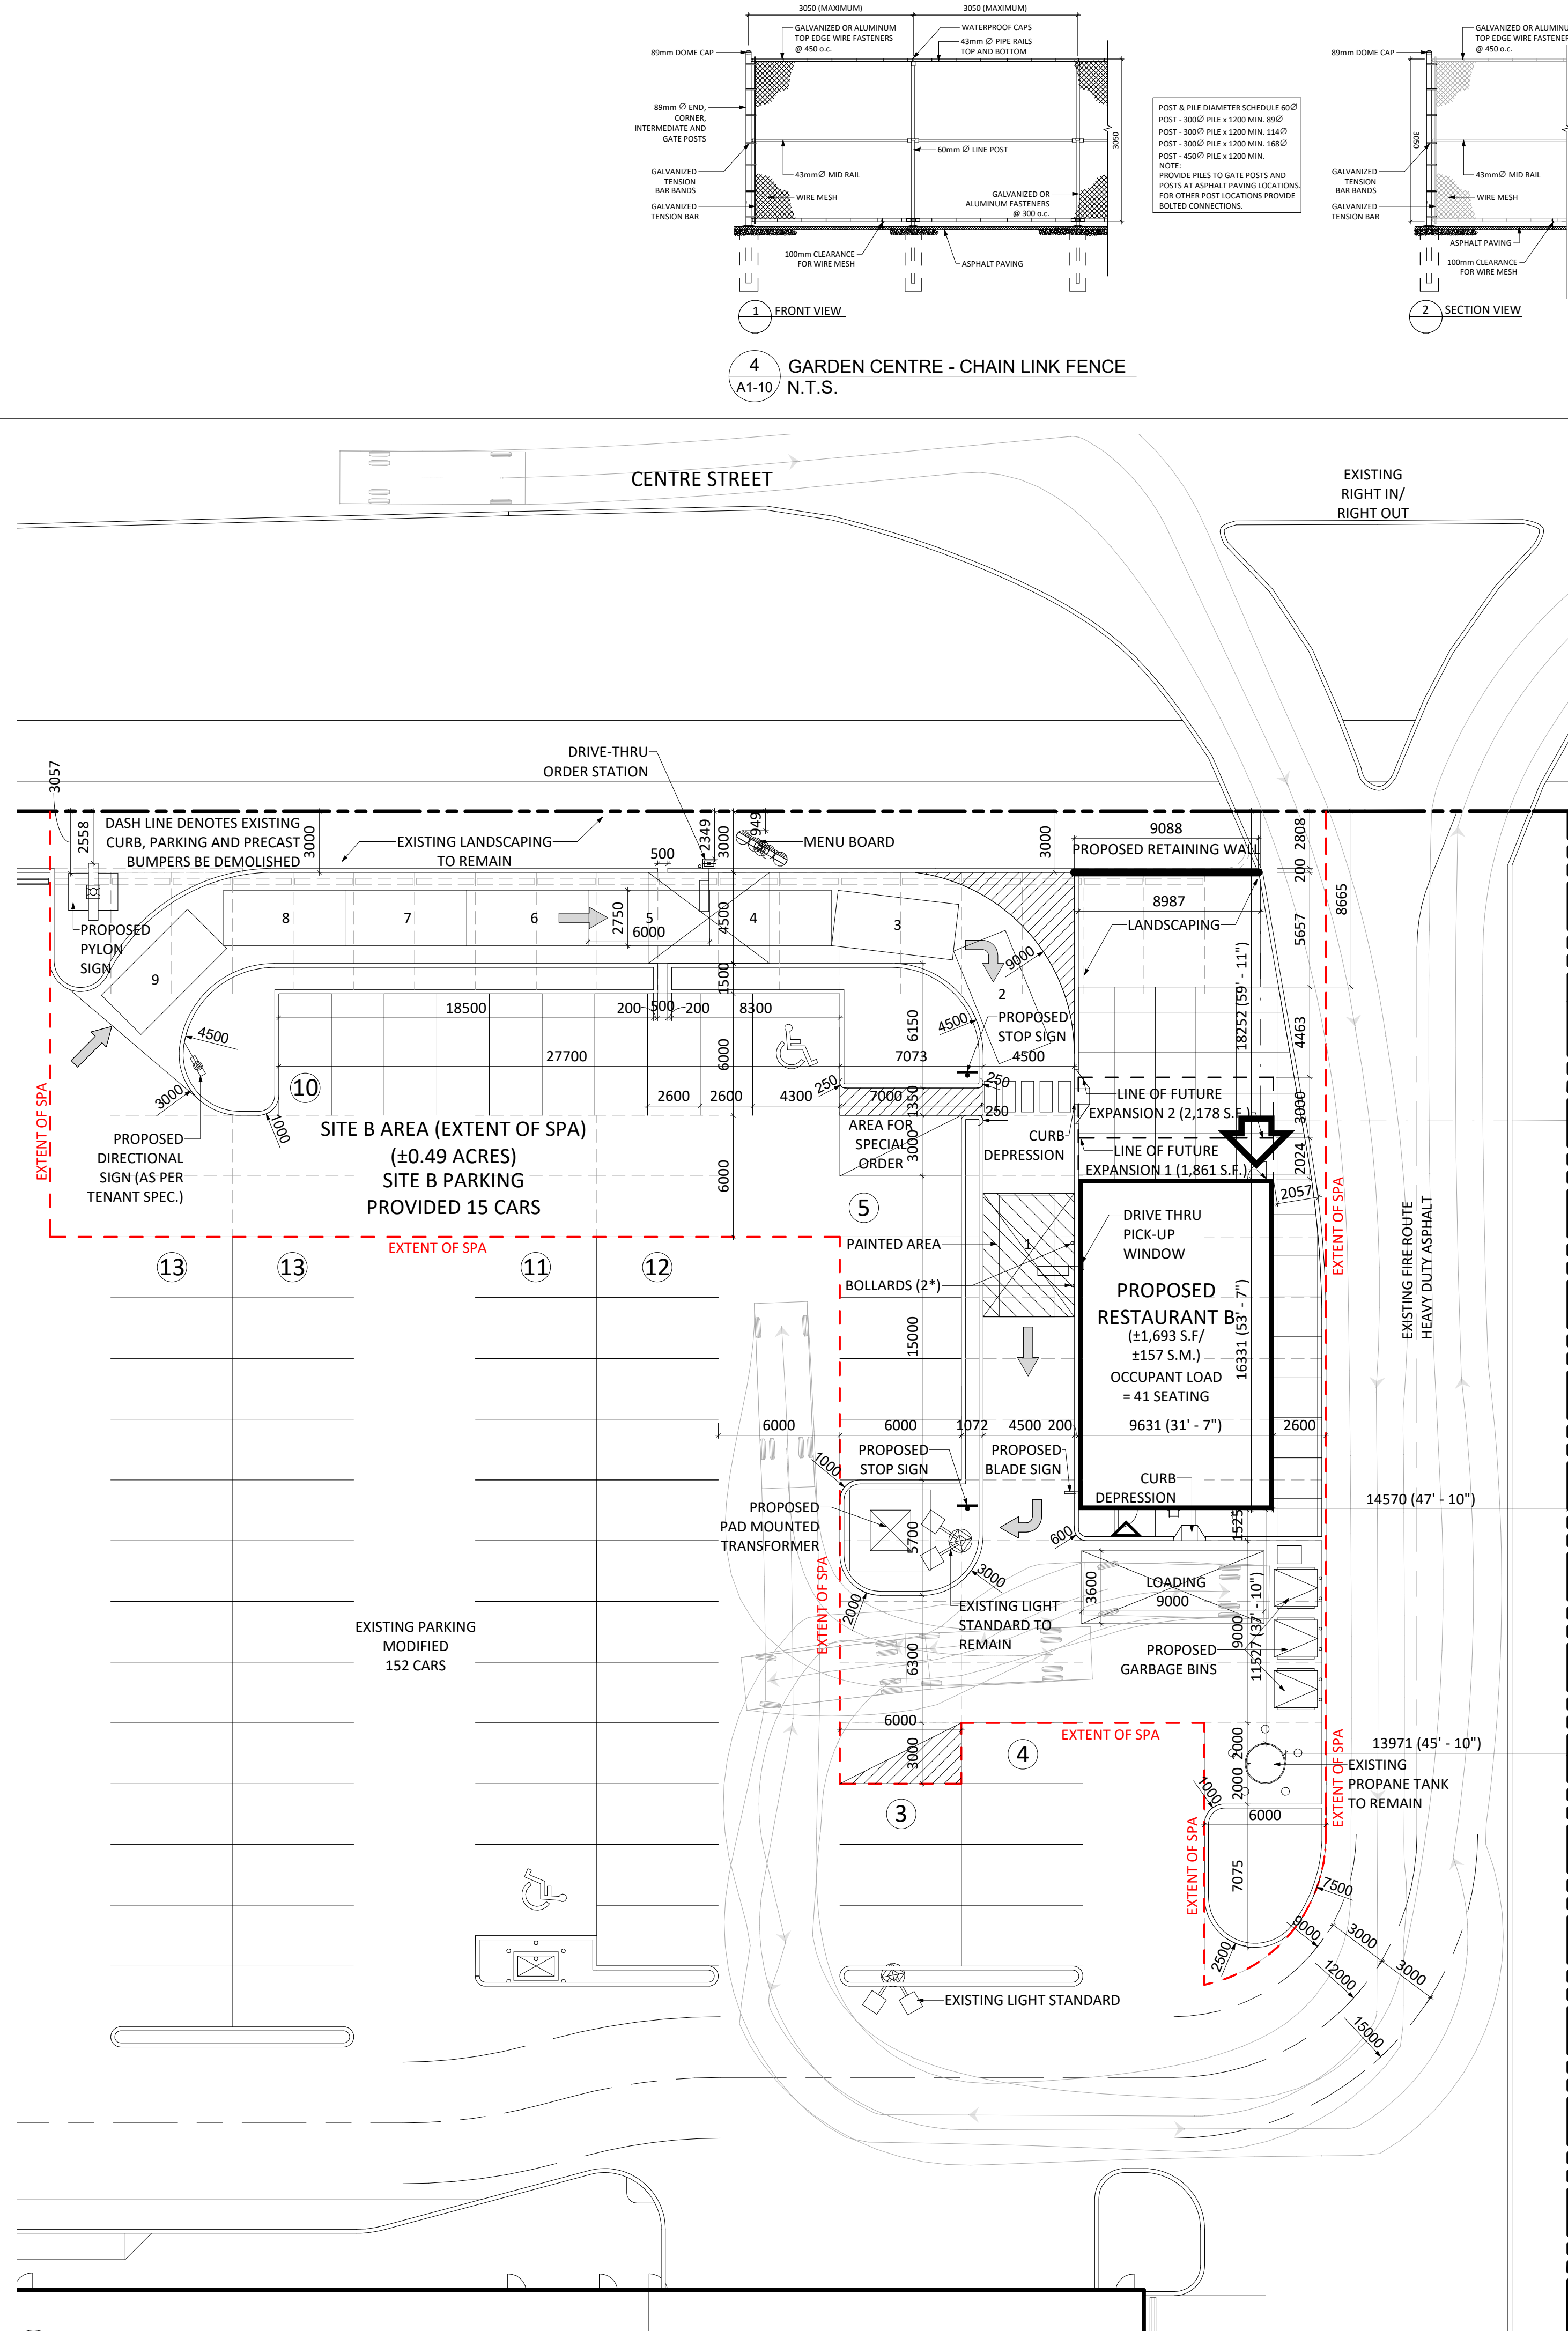 3050 (MAXIMUM)
3050 (MAXIMUM)
GALVANIZED OR ALUMINUM
TOP EDGE WIRE FASTENERS
@ 450 o.c.
WATERPROOF CAPS
43mm Ø PIPE RAILS
TOP AND BOTTOM
89mm DOME CAP
89mm Ø END,
CORNER,
INTERMEDIATE AND
GATE POSTS
60mm Ø LINE POST
3050
GALVANIZED
TENSION
BAR BANDS
43mmØ MID RAIL
WIRE MESH
GALVANIZED
TENSION BAR
GALVANIZED OR
ALUMINUM FASTENERS
@ 300 o.c.
100mm CLEARANCE
FOR WIRE MESH
ASPHALT PAVING
1 FRONT VIEW
POST & PILE DIAMETER SCHEDULE 60Ø
POST - 300Ø PILE x 1200 MIN. 89Ø
POST - 300Ø PILE x 1200 MIN. 114Ø
POST - 300Ø PILE x 1200 MIN. 168Ø
POST - 450Ø PILE x 1200 MIN.
NOTE:
PROVIDE PILES TO GATE POSTS AND
POSTS AT ASPHALT PAVING LOCATIONS.
FOR OTHER POST LOCATIONS PROVIDE
BOLTED CONNECTIONS.
GALVANIZED OR ALUMINU
TOP EDGE WIRE FASTENER
@ 450 o.c.
89mm DOME CAP
3050
GALVANIZED
TENSION
BAR BANDS
43mmØ MID RAIL
WIRE MESH
GALVANIZED
TENSION BAR
ASPHALT PAVING
100mm CLEARANCE
FOR WIRE MESH
2 SECTION VIEW
4
A1-10
GARDEN CENTRE - CHAIN LINK FENCE
N.T.S.
CENTRE STREET
EXISTING
RIGHT IN/
RIGHT OUT
DRIVE-THRU
ORDER STATION
3057
2558
DASH LINE DENOTES EXISTING
CURB, PARKING AND PRECAST
BUMPERS BE DEMOLISHED
3000
EXISTING LANDSCAPING
TO REMAIN
500
2349
3000
949
MENU BOARD
3000
9088
PROPOSED RETAINING WALL
2808
200
8665
PROPOSED
PYLON
SIGN
9
8
7
6
2750
5
6000
4500
4
3
8987
LANDSCAPING
5657
9000
2
1500
18500
200
500
200
8300
4500
6150
PROPOSED
STOP SIGN
18252 (59' - 11")
4463
4500
27700
6000
7073
4500
3000
10
1000
2600
2600
4300
250
7000
1350
250
250
LINE OF FUTURE
EXPANSION 2 (2,178 S.F.)
3000
EXTENT OF SPA
PROPOSED
DIRECTIONAL
SIGN (AS PER
TENANT SPEC.)
SITE B AREA (EXTENT OF SPA)
(±0.49 ACRES)
SITE B PARKING
PROVIDED 15 CARS
6000
AREA FOR
SPECIAL
ORDER
3000
CURB
DEPRESSION
LINE OF FUTURE
EXPANSION 1 (1,861 S.F.)
2024
2057
EXTENT OF SPA
5
EXTENT OF SPA
13
13
11
12
PAINTED AREA
1
BOLLARDS (2*)
DRIVE THRU
PICK-UP
WINDOW
PROPOSED
RESTAURANT B
(±1,693 S.F/
±157 S.M.)
OCCUPANT LOAD
= 41 SEATING
16331 (53' - 7")
EXISTING FIRE ROUTE
HEAVY DUTY ASPHALT
15000
6000
6000
1072
4500
200
9631 (31' - 7")
2600
PROPOSED
STOP SIGN
PROPOSED
BLADE SIGN
1000
CURB
DEPRESSION
14570 (47' - 10")
PROPOSED
PAD MOUNTED
TRANSFORMER
5700
600
1525
EXTENT OF SPA
3000
2000
3600
LOADING
9000
EXISTING LIGHT
STANDARD TO
REMAIN
9000
11527 (37' - 10")
PROPOSED
GARBAGE BINS
EXISTING PARKING
MODIFIED
152 CARS
6300
6000
3000
EXTENT OF SPA
4
3
2000
2000
13971 (45' - 10")
EXTENT OF SPA
EXISTING
PROPANE TANK
TO REMAIN
1000
6000
EXTENT OF SPA
7075
7500
2500
9000
3000
3000
12000
15000
EXISTING LIGHT STANDARD